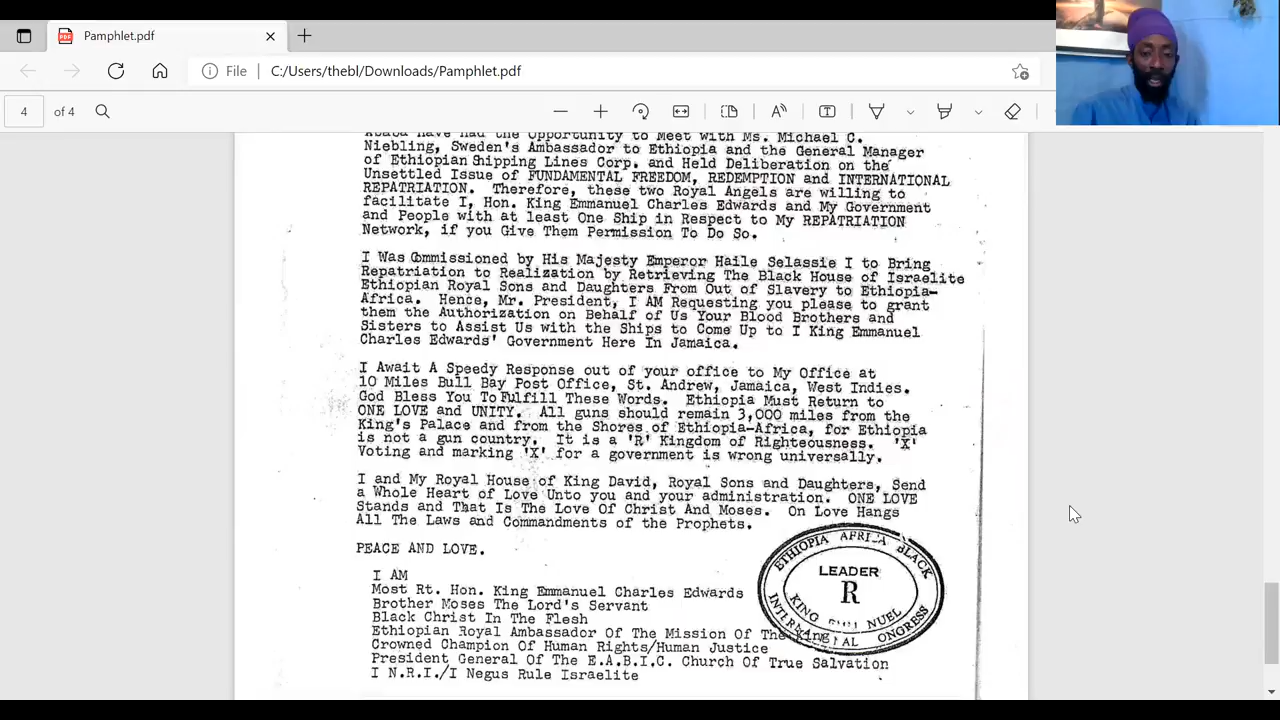 Pamphlet.pdf
File
C:/Users/thebl/Downloads/Pamphlet.pdf
4 of 4
Ababa have had the Opportunity to Meet with Ms. Michael C.
Niebling, Sweden's Ambassador to Ethiopia and the General Manager
of Ethiopian Shipping Lines Corp. and Held Deliberation on the
Unsettled Issue of FUNDAMENTAL FREEDOM, REDEMPTION and INTERNATIONAL
REPATRIATION. Therefore, these two Royal Angels are willing to
facilitate I, Hon. King Emmanuel Charles Edwards and My Government
and People with at least One Ship in Respect to My REPATRIATION
Network, if you Give Them Permission To Do So.
I Was Commissioned by His Majesty Emperor Haile Selassie I to Bring
Repatriation to Realization by Retrieving The Black House of Israelite
Ethiopian Royal Sons and Daughters From Out of Slavery to Ethiopia-
Africa. Hence, Mr. President, I AM Requesting you please to grant
them the Authorization on Behalf of Us Your Blood Brothers and
Sisters to Assist Us with the Ships to Come Up to I King Emmanuel
Charles Edwards' Government Here In Jamaica.
I Await A Speedy Response out of your office to My Office at
10 Miles Bull Bay Post Office, St. Andrew, Jamaica, West Indies.
God Bless You To Fulfill These Words. Ethiopia Must Return to
ONE LOVE and UNITY. All guns should remain 3,000 miles from the
King's Palace and from the Shores of Ethiopia-Africa, for Ethiopia
is not a gun country. It is a 'R' Kingdom of Righteousness. 'X'
Voting and marking 'X' for a government is wrong universally.
I and My Royal House of King David, Royal Sons and Daughters, Send
a Whole Heart of Love Unto you and your administration. ONE LOVE
Stands and That Is The Love Of Christ And Moses. On Love Hangs
All The Laws and Commandments of the Prophets.
PEACE AND LOVE.
I AM
Most Rt. Hon. King Emmanuel Charles Edwards
Brother Moses The Lord's Servant
Black Christ In The Flesh
Ethiopian Royal Ambassador Of The Mission Of The King
Crowned Champion Of Human Rights/Human Justice
President General Of The E.A.B.I.C. Church Of True Salvation
I N.R.I./I Negus Rule Israelite
ETHIOPIA AFRICA BLACK
LEADER
R
KING